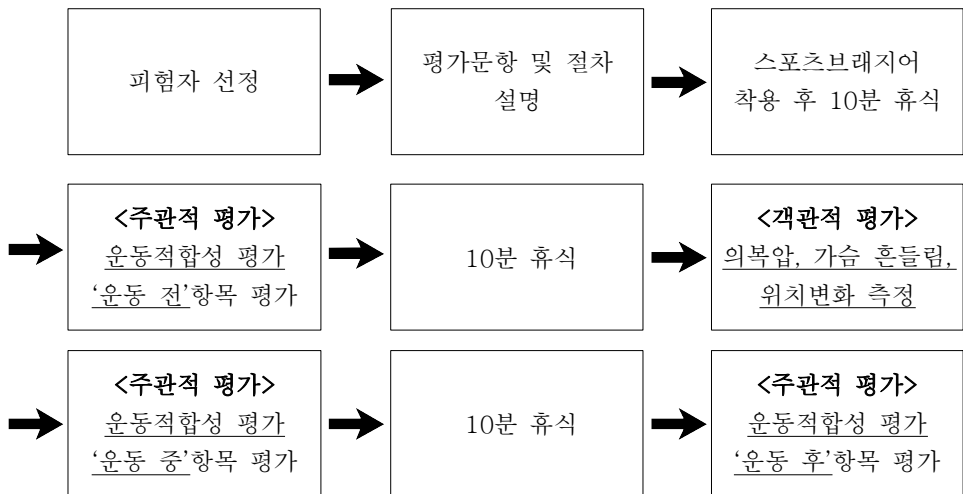 피험자 선정
평가문항 및 절차
설명
스포츠브래지어
착용 후 10분 휴식
<주관적 평가>
운동적합성 평가
‘운동 전’항목 평가
10분 휴식
<객관적 평가>
의복압, 가슴 흔들림,
위치변화 측정
<주관적 평가>
운동적합성 평가
‘운동 중’항목 평가
10분 휴식
<주관적 평가>
운동적합성 평가
‘운동 후’항목 평가